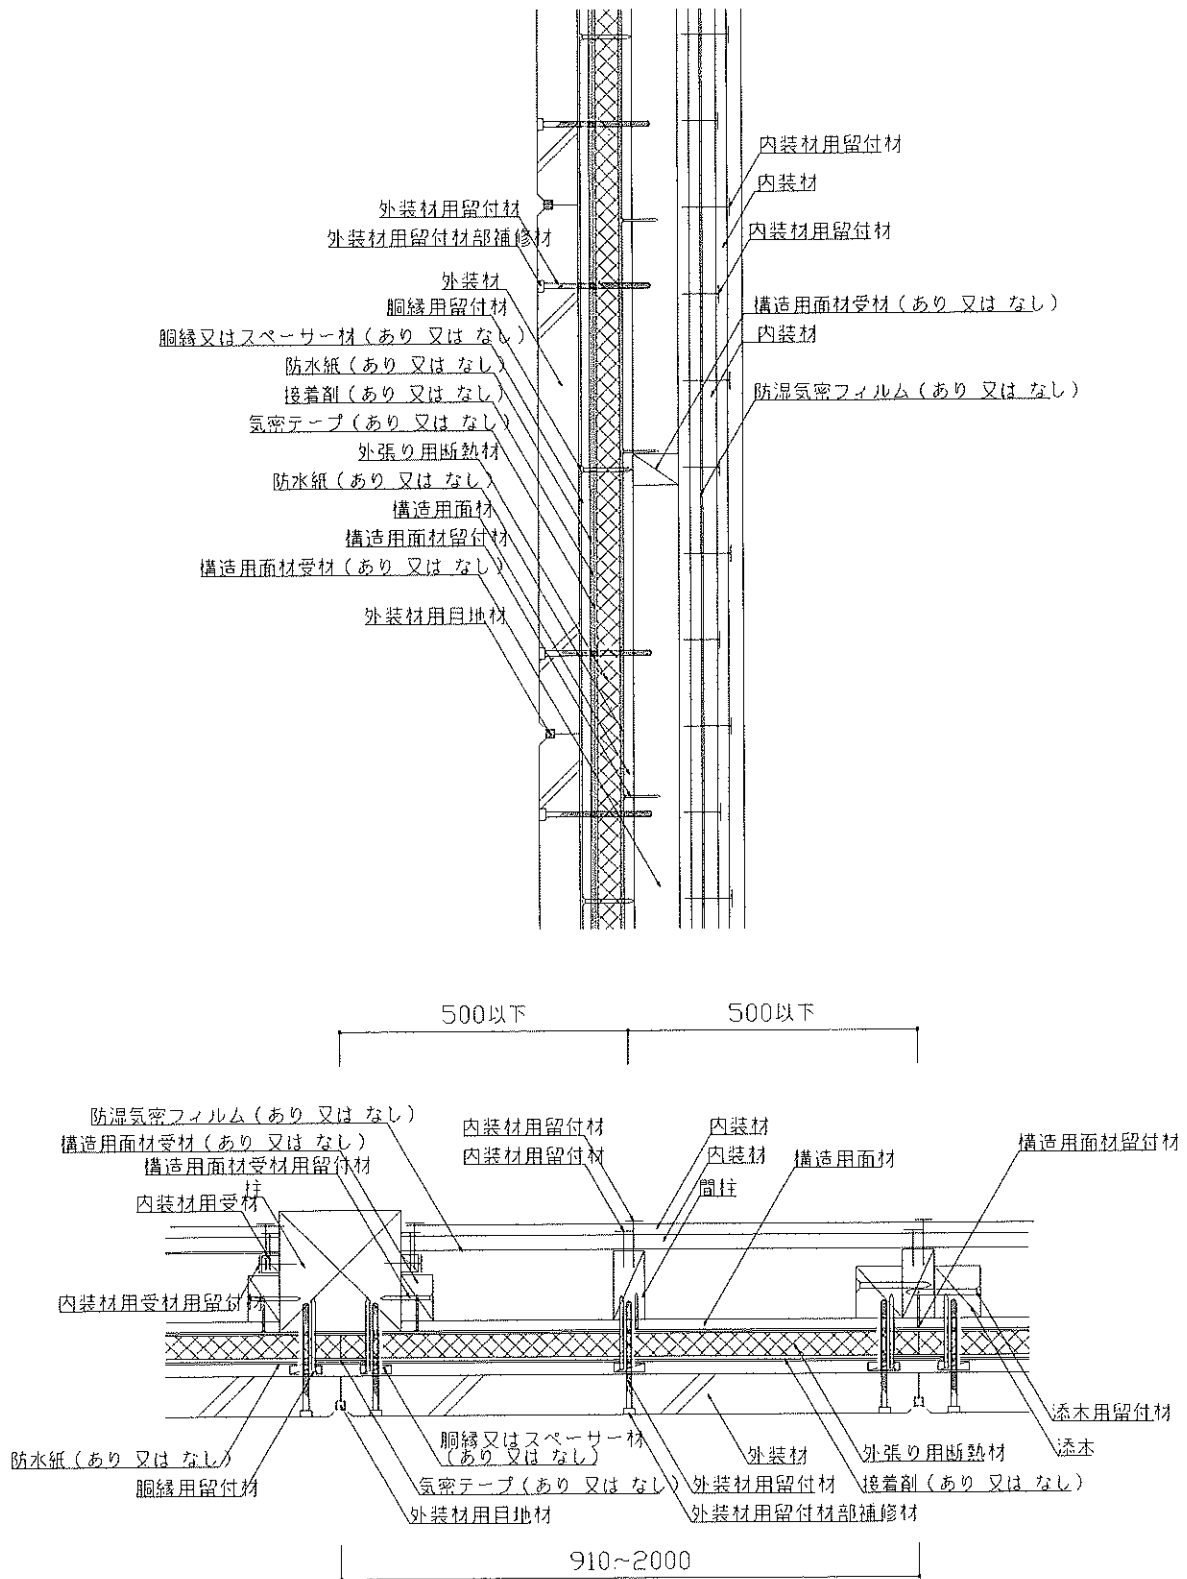 内装材用留付材
内装材
外装材用留付材
内装材用留付材
外装材用留付材部補修材
外装材
構造用面材受材(あり 又は なし)
胴縁用留付材
胴縁又はスペーサー材(あり 又は なし)
内装材
防水紙(あり 又は なし)
接着剤(あり 又は なし)
防湿気密フィルム(あり 又は なし)
気密テープ(あり 又は なし)
外張り用断熱材
防水紙(あり 又は なし)
構造用面材
構造用面材留付材
構造用面材受材(あり 又は なし)
外装材用目地材
500以下
500以下
防湿気密フィルム(あり 又は なし)
構造用面材受材(あり 又は なし)
構造用面材受材用留付材
柱
内装材用受材
内装材用留付材
内装材用留付材
内装材
内装材
間柱
構造用面材
構造用面材留付材
内装材用受材用留付材
防水紙(あり 又は なし)
胴縁用留付材
胴縁又はスペーサー材
(あり 又は なし)
気密テープ(あり 又は なし)
外装材用目地材
外装材
外装材用留付材
外装材用留付材部補修材
外張り用断熱材
接着剤(あり 又は なし)
添木用留付材
添木
910~2000